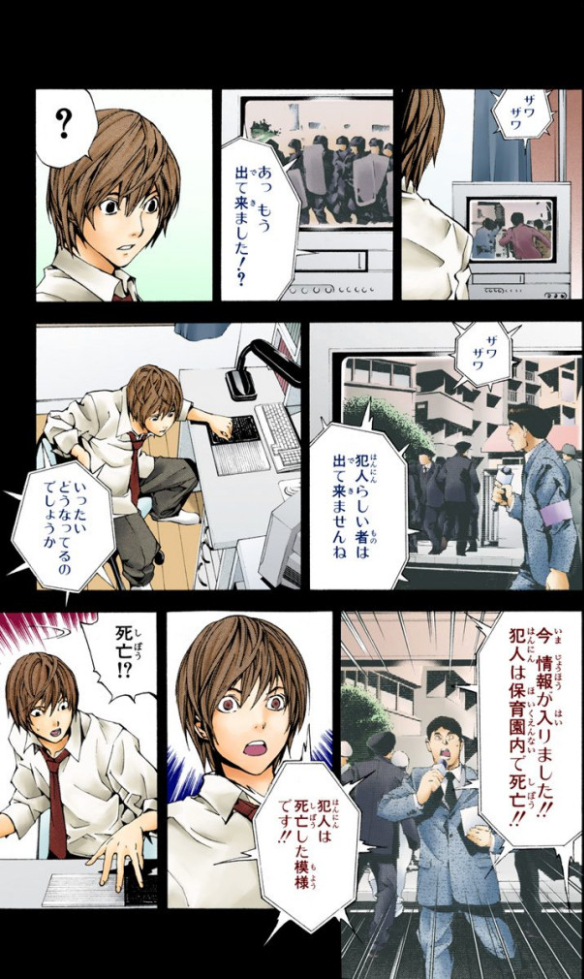 ザワ
ザワ
あっ もう
出て来ました!?
?
ザワ
ザワ
犯人らしい者は
出て来ませんね
いったい
どうなってるの
でしょうか
今 情報が入りました!!
犯人は保育園内で死亡!!
犯人は
死亡した模様
です!!
死亡!?